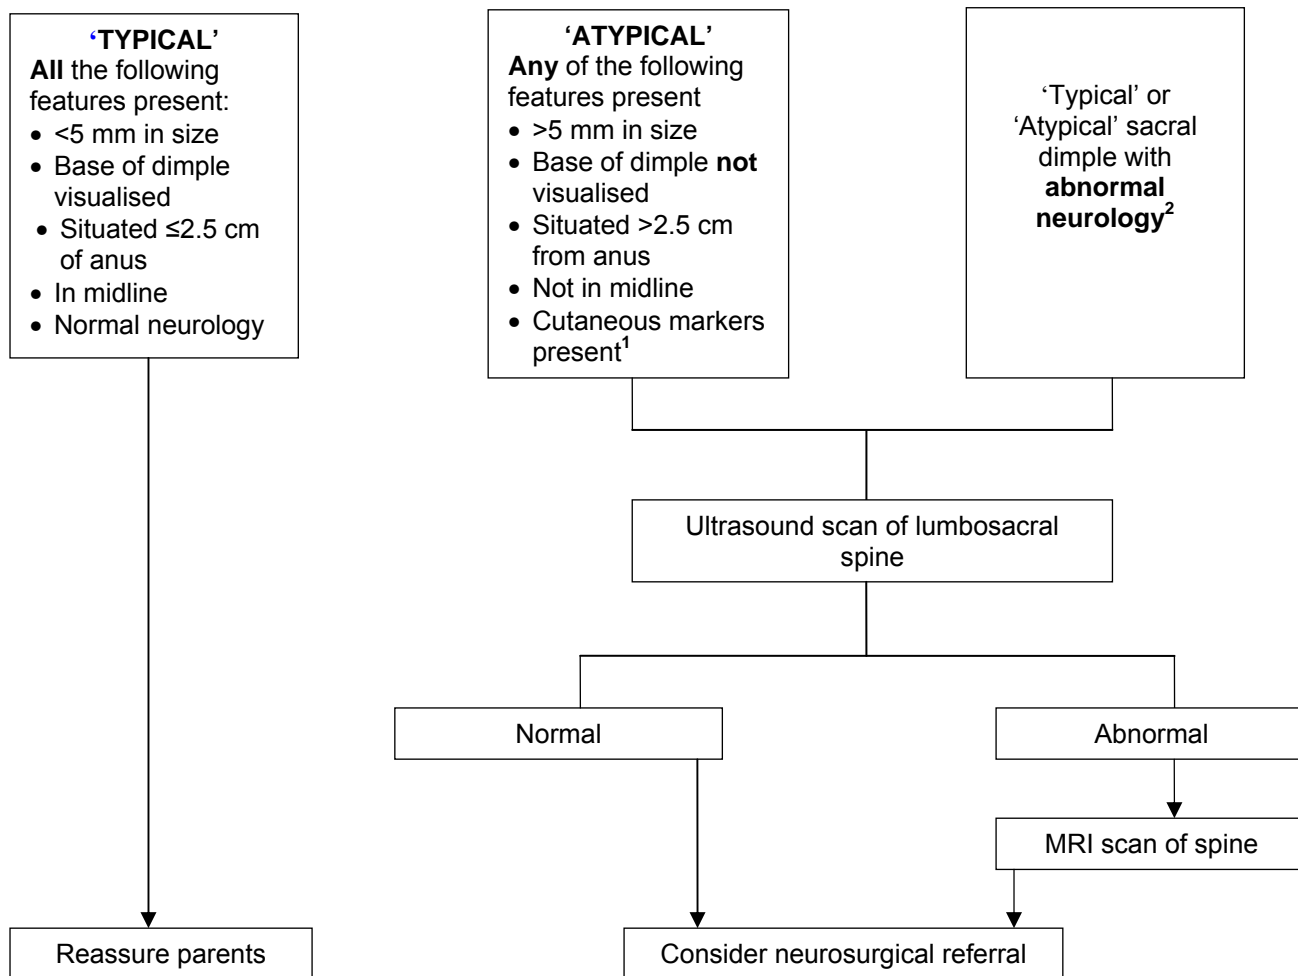 ‘TYPICAL’
All the following
features present:
• <5 mm in size
• Base of dimple
visualised
• Situated ≤2.5 cm
of anus
• In midline
• Normal neurology
‘ATYPICAL’
Any of the following
features present
• >5 mm in size
• Base of dimple not
visualised
• Situated >2.5 cm
from anus
• Not in midline
• Cutaneous markers
present1
‘Typical’ or
‘Atypical’ sacral
dimple with
abnormal
neurology2
Ultrasound scan of lumbosacral
spine
Normal
Abnormal
MRI scan of spine
Reassure parents
Consider neurosurgical referral